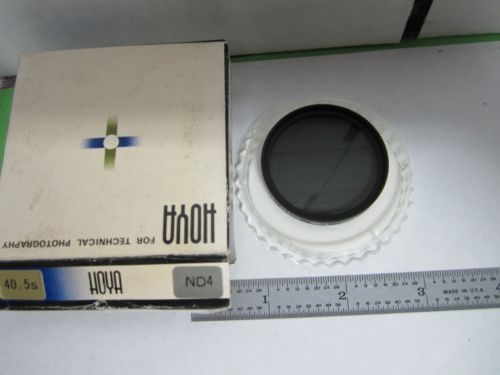 HOYA
FOR TECHNICAL PHOTOGRAPHY
40.5s HOYA ND4
1 2 3 4
MADE IN U.S.A.